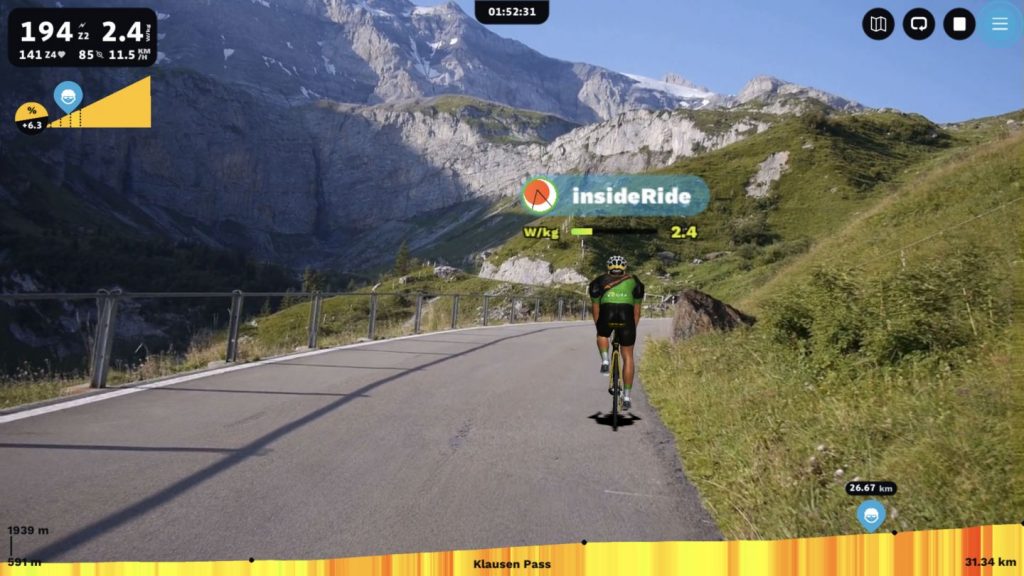 194 Z2 2.4 W/KG
141 Z4 85 11.5 KM/H
01:52:31
%
+6.3
insideRide
W/kg 2.4
26.67 km
1939 m
591 m
Klausen Pass
31.34 km